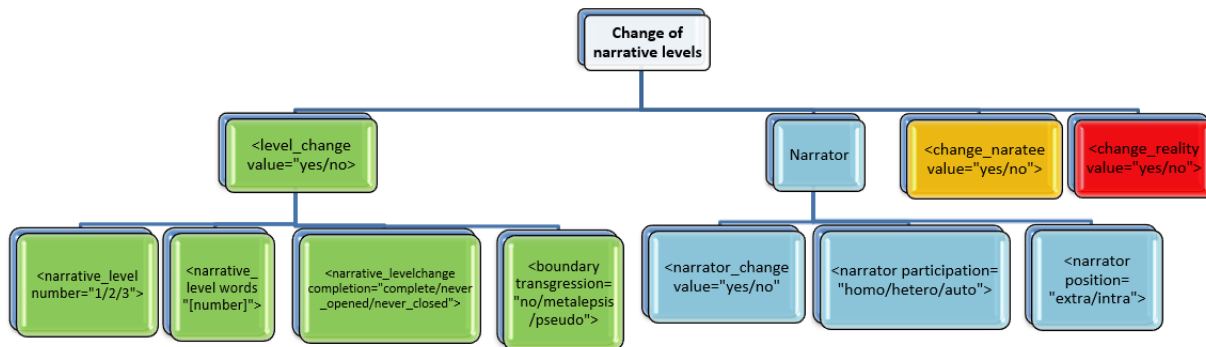 Change of
narrative levels
<level_change
value="yes/no>
Narrator
<change_naratee
value="yes/no">
<change_reality
value="yes/no">
<narrative_level
number="1/2/3">
<narrative_
level words
"[number]">
<narrative_levelchange
completion="complete/never
_opened/never_closed">
<boundary
transgression=
"no/metalepsis
/pseudo">
<narrator_change
value="yes/no"
<narrator participation=
"homo/hetero/auto">
<narrator
position=
"extra/intra">